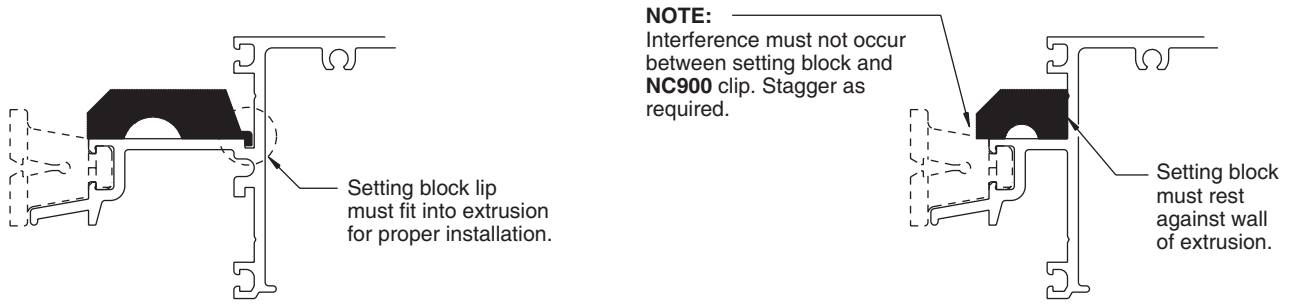 Setting block lip
must fit into extrusion
for proper installation.
NOTE:
Interference must not occur
between setting block and
NC900 clip. Stagger as
required.
Setting block
must rest
against wall
of extrusion.